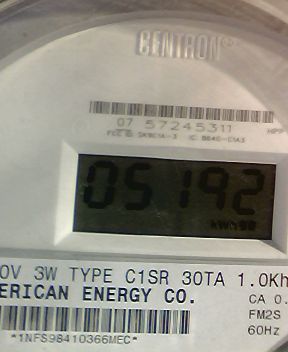 CENTRON®
07 57245311
HPP
05192
0V 3W TYPE C1SR 30TA 1.0Kh
ERICAN ENERGY CO.
CA 0.
FM2S
60Hz
*1NFS98410366MEC*